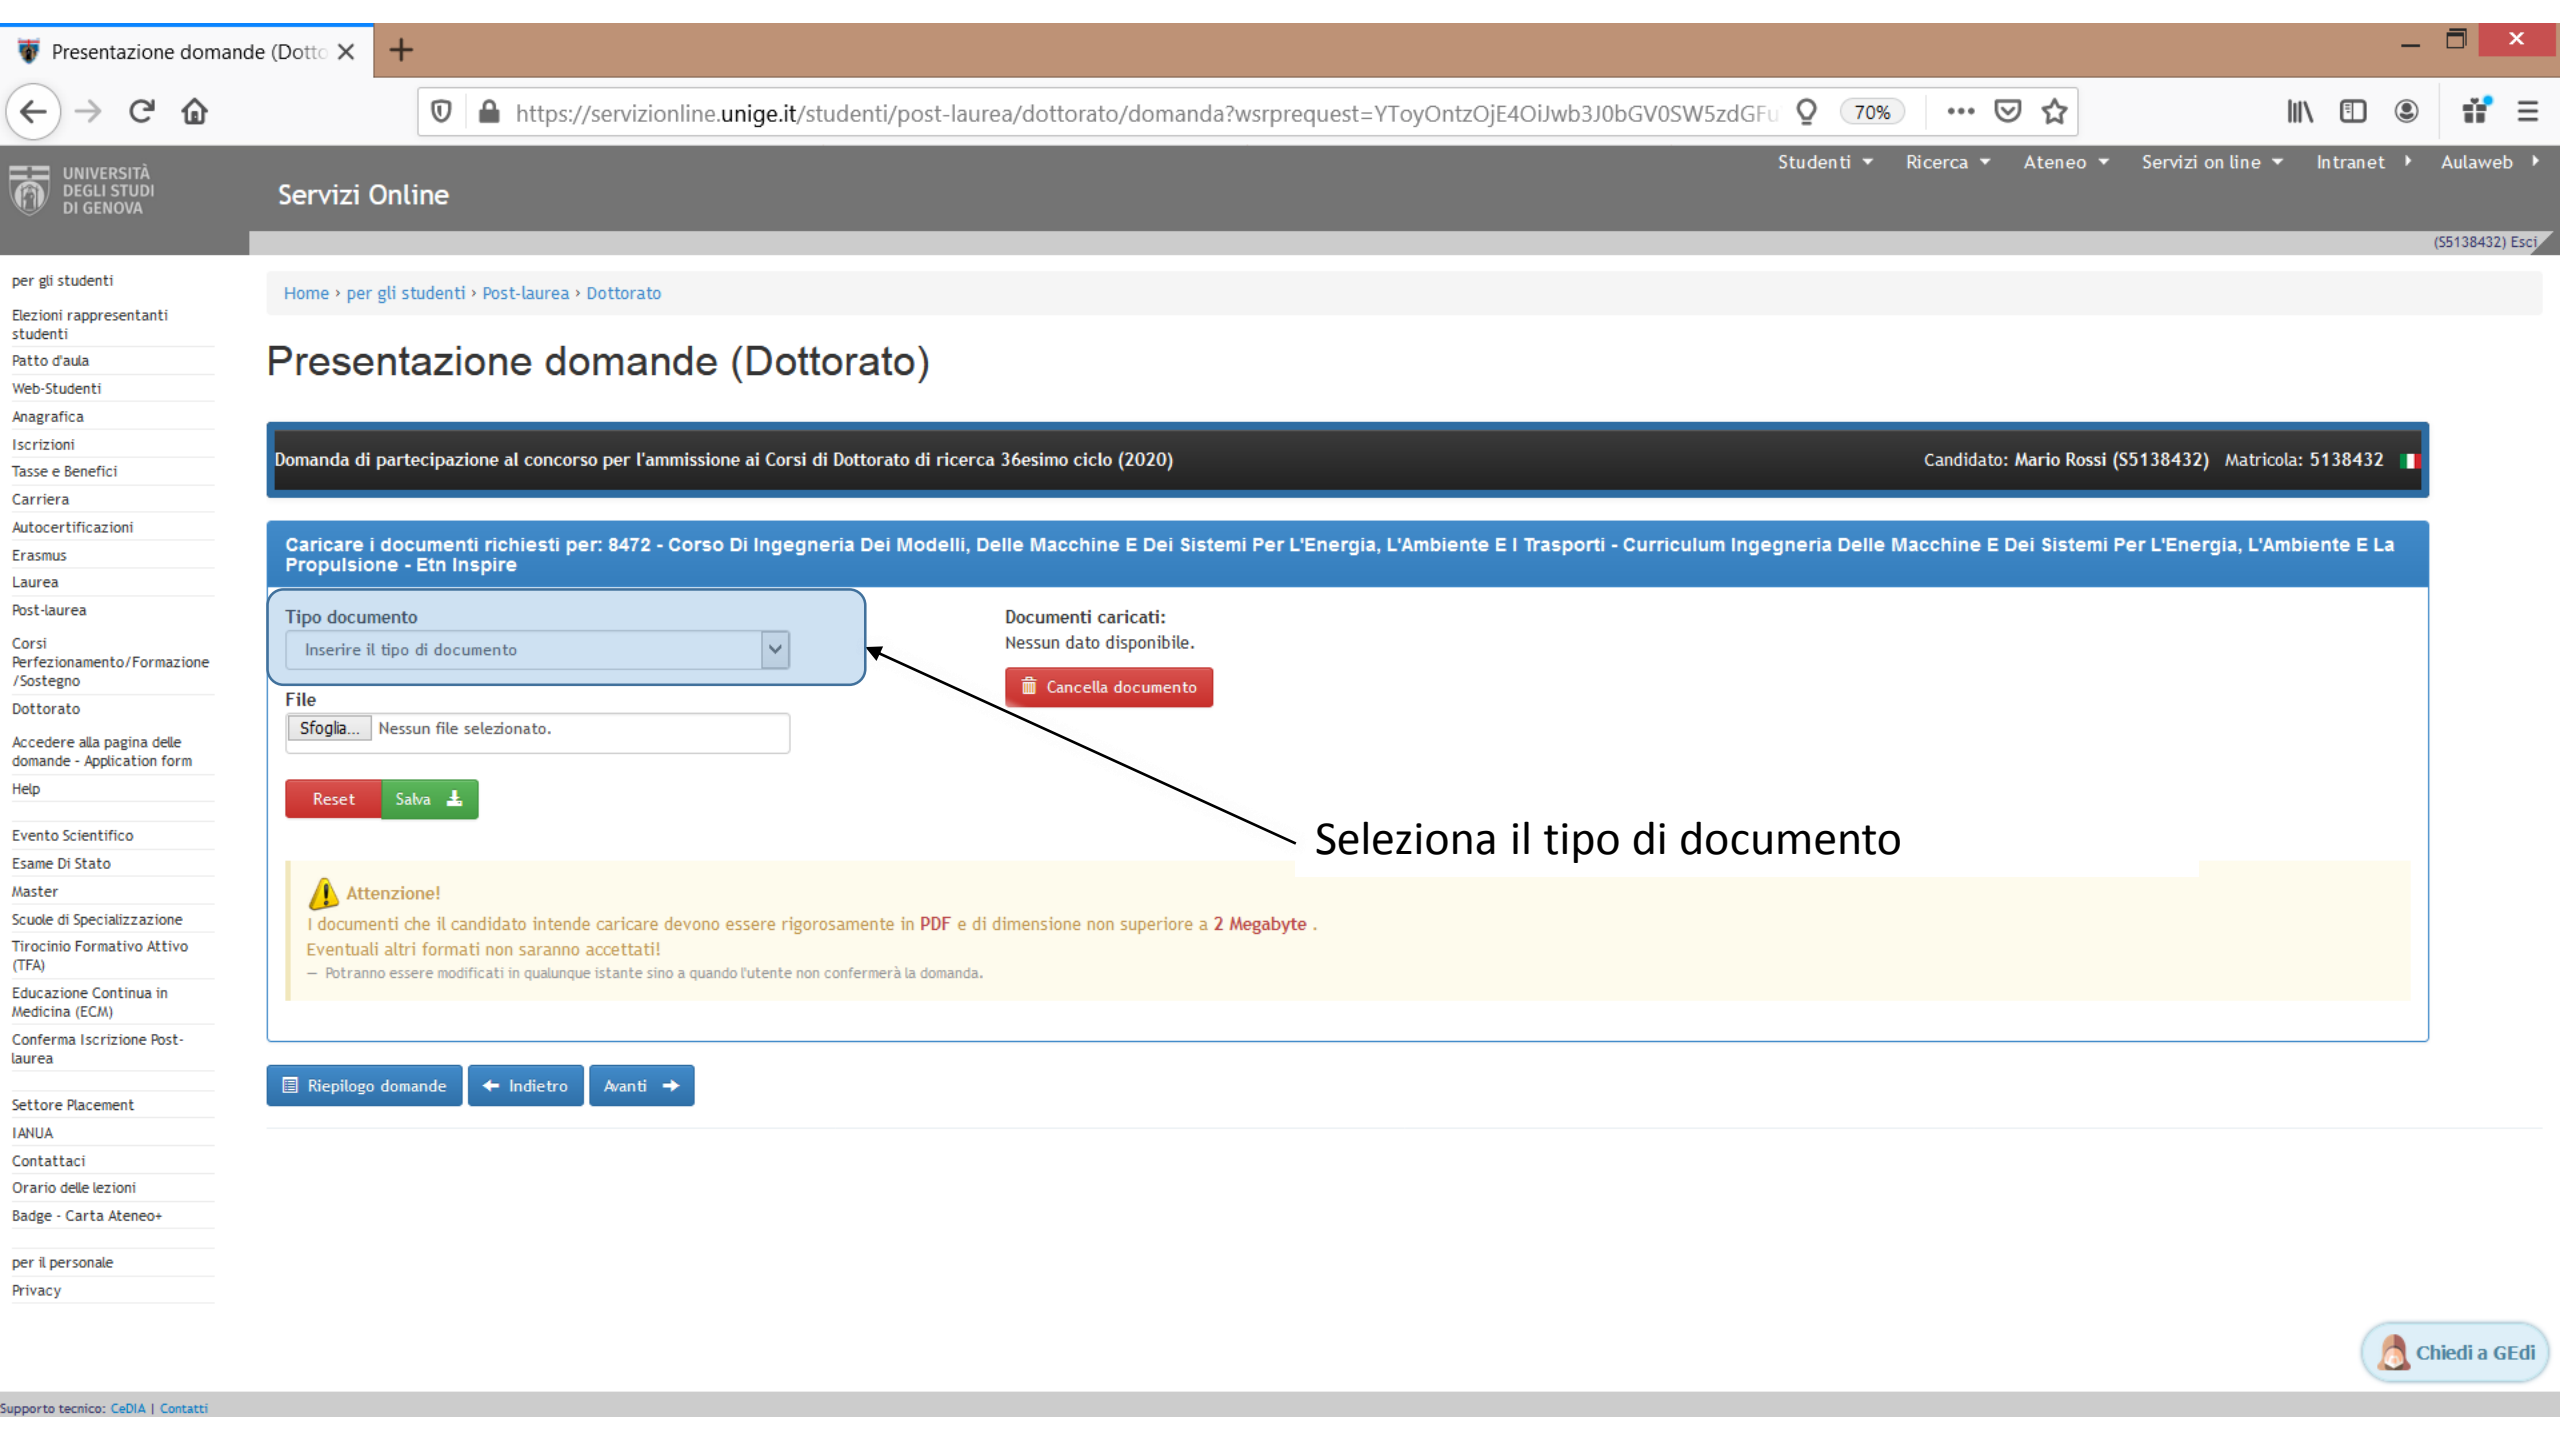 Presentazione domande (Dotto
https://servizionline.unige.it/studenti/post-laurea/dottorato/domanda?wsrprequest=YToyOntzOjE4OiJwb3J0bGV0SW5zdGFu
70%
UNIVERSITÀ
DEGLI STUDI
DI GENOVA
Servizi Online
Studenti Ricerca Ateneo Servizi on line Intranet Aulaweb
(S5138432) Esci
per gli studenti
Elezioni rappresentanti
studenti
Patto d'aula
Web-Studenti
Anagrafica
Iscrizioni
Tasse e Benefici
Carriera
Autocertificazioni
Erasmus
Laurea
Post-laurea
Corsi
Perfezionamento/Formazione
/Sostegno
Dottorato
Accedere alla pagina delle
domande - Application form
Help
Evento Scientifico
Esame Di Stato
Master
Scuole di Specializzazione
Tirocinio Formativo Attivo
(TFA)
Educazione Continua in
Medicina (ECM)
Conferma Iscrizione Post-
laurea
Settore Placement
IANUA
Contattaci
Orario delle lezioni
Badge - Carta Ateneo+
per il personale
Privacy
Home › per gli studenti › Post-laurea › Dottorato
Presentazione domande (Dottorato)
Domanda di partecipazione al concorso per l'ammissione ai Corsi di Dottorato di ricerca 36esimo ciclo (2020)
Candidato: Mario Rossi (S5138432) Matricola: 5138432
Caricare i documenti richiesti per: 8472 - Corso Di Ingegneria Dei Modelli, Delle Macchine E Dei Sistemi Per L'Energia, L'Ambiente E I Trasporti - Curriculum Ingegneria Delle Macchine E Dei Sistemi Per L'Energia, L'Ambiente E La
Propulsione - Etn Inspire
Tipo documento
Inserire il tipo di documento
File
Sfoglia... Nessun file selezionato.
Reset Salva
Documenti caricati:
Nessun dato disponibile.
Cancella documento
Seleziona il tipo di documento
Attenzione!
I documenti che il candidato intende caricare devono essere rigorosamente in PDF e di dimensione non superiore a 2 Megabyte .
Eventuali altri formati non saranno accettati!
— Potranno essere modificati in qualunque istante sino a quando l'utente non confermerà la domanda.
Riepilogo domande Indietro Avanti
Chiedi a GEdi
Supporto tecnico: CeDIA | Contatti